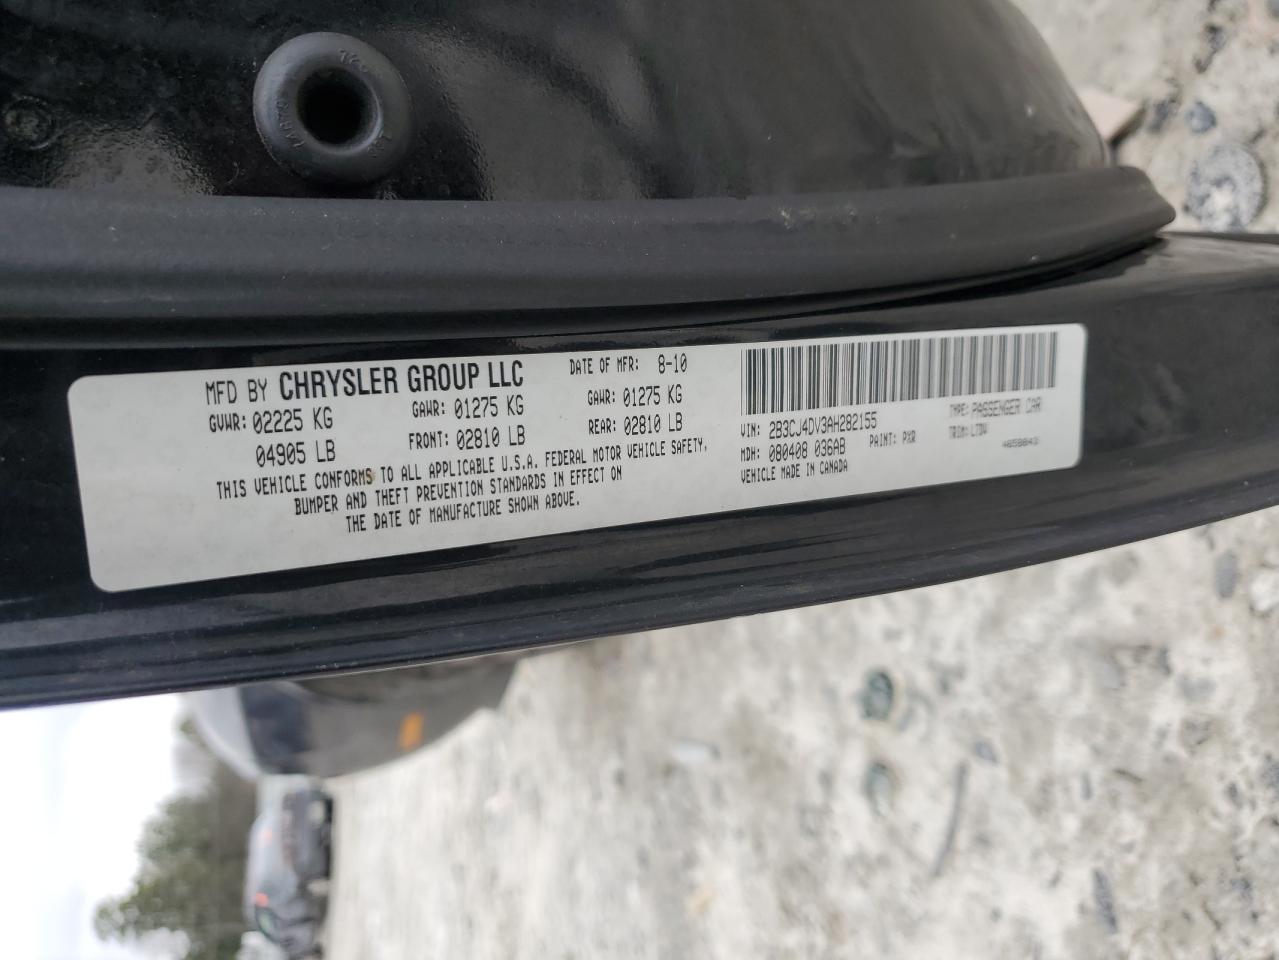 MFD BY CHRYSLER GROUP LLC
DATE OF MFR: 8-10
GVWR: 02225 KG
04905 LB
GAWR: 01275 KG
FRONT: 02810 LB
GAWR: 01275 KG
REAR: 02810 LB
THIS VEHICLE CONFORMS TO ALL APPLICABLE U.S.A. FEDERAL MOTOR VEHICLE SAFETY,
BUMPER AND THEFT PREVENTION STANDARDS IN EFFECT ON
THE DATE OF MANUFACTURE SHOWN ABOVE.
VIN: 2B3CJ4DV3AH282155
TYPE: PASSENGER CAR
MDH: 080408 036AB
PAINT: PXR
TRIM: L7DV
VEHICLE MADE IN CANADA